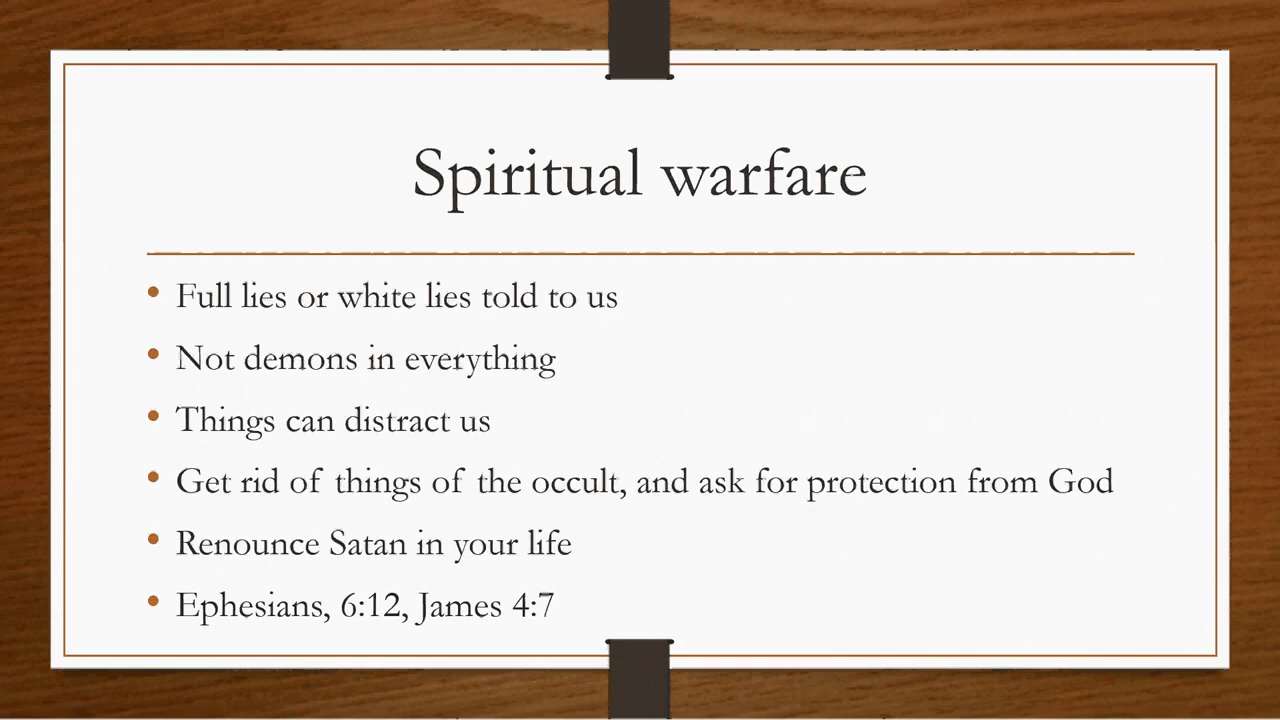 Spiritual warfare
• Full lies or white lies told to us
• Not demons in everything
• Things can distract us
• Get rid of things of the occult, and ask for protection from God
• Renounce Satan in your life
• Ephesians, 6:12, James 4:7